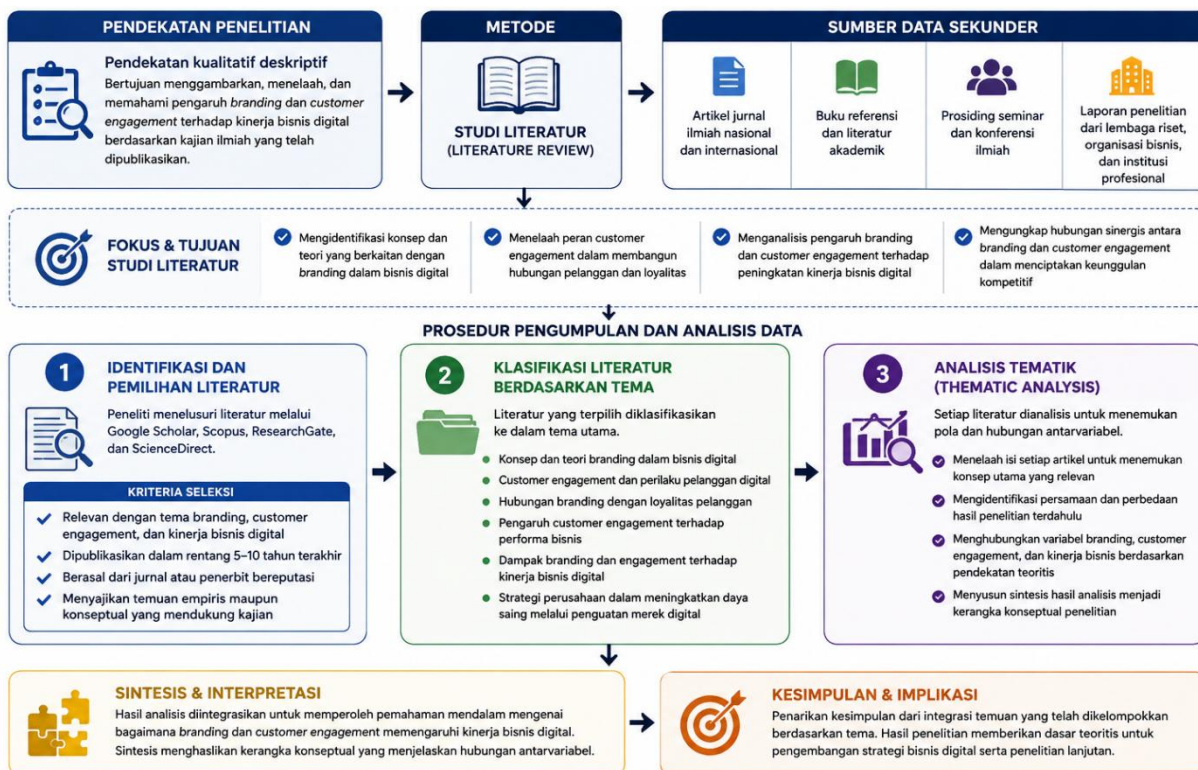 PENDEKATAN PENELITIAN
Pendekatan kualitatif deskriptif
Bertujuan menggambarkan, menelaah, dan
memahami pengaruh branding dan customer
engagement terhadap kinerja bisnis digital
berdasarkan kajian ilmiah yang telah
dipublikasikan.
METODE
STUDI LITERATUR
(LITERATURE REVIEW)
SUMBER DATA SEKUNDER
Artikel jurnal
ilmiah nasional
dan internasional
Buku referensi
dan literatur
akademik
Prosiding seminar
dan konferensi
ilmiah
Laporan penelitian
dari lembaga riset,
organisasi bisnis,
dan institusi
profesional
FOKUS & TUJUAN
STUDI LITERATUR
Mengidentifikasi konsep dan
teori yang berkaitan dengan
branding dalam bisnis digital
Menelaah peran customer
engagement dalam membangun
hubungan pelanggan dan loyalitas
Menganalisis pengaruh branding
dan customer engagement terhadap
peningkatan kinerja bisnis digital
Mengungkap hubungan sinergis antara
branding dan customer engagement
dalam menciptakan keunggulan
kompetitif
PROSEDUR PENGUMPULAN DAN ANALISIS DATA
1
IDENTIFIKASI DAN
PEMILIHAN LITERATUR
Peneliti menelusuri literatur melalui
Google Scholar, Scopus, ResearchGate,
dan ScienceDirect.
KRITERIA SELEKSI
Relevan dengan tema branding, customer
engagement, dan kinerja bisnis digital
Dipublikasikan dalam rentang 5–10 tahun terakhir
Berasal dari jurnal atau penerbit bereputasi
Menyajikan temuan empiris maupun
konseptual yang mendukung kajian
2
KLASIFIKASI LITERATUR
BERDASARKAN TEMA
Literatur yang terpilih diklasifikasikan
ke dalam tema utama.
Konsep dan teori branding dalam bisnis digital
Customer engagement dan perilaku pelanggan digital
Hubungan branding dengan loyalitas pelanggan
Pengaruh customer engagement terhadap
performa bisnis
Dampak branding dan engagement terhadap
kinerja bisnis digital
Strategi perusahaan dalam meningkatkan daya
saing melalui penguatan merek digital
3
ANALISIS TEMATIK
(THEMATIC ANALYSIS)
Setiap literatur dianalisis untuk menemukan
pola dan hubungan antarvariabel.
Menelaah isi setiap artikel untuk menemukan
konsep utama yang relevan
Mengidentifikasi persamaan dan perbedaan
hasil penelitian terdahulu
Menghubungkan variabel branding, customer
engagement, dan kinerja bisnis berdasarkan
pendekatan teoritis
Menyusun sintesis hasil analisis menjadi
kerangka konseptual penelitian
SINTESIS & INTERPRETASI
Hasil analisis diintegrasikan untuk memperoleh pemahaman mendalam mengenai
bagaimana branding dan customer engagement memengaruhi kinerja bisnis digital.
Sintesis menghaslikan kerangka konseptual yang menjelaskan hubungan antarvariabel.
KESIMPULAN & IMPLIKASI
Penarikan kesimpulan dari integrasi temuan yang telah dikelompokkan
berdasarkan tema. Hasil penelitian memberikan dasar teoritis untuk
pengembangan strategi bisnis digital serta penelitian lanjutan.